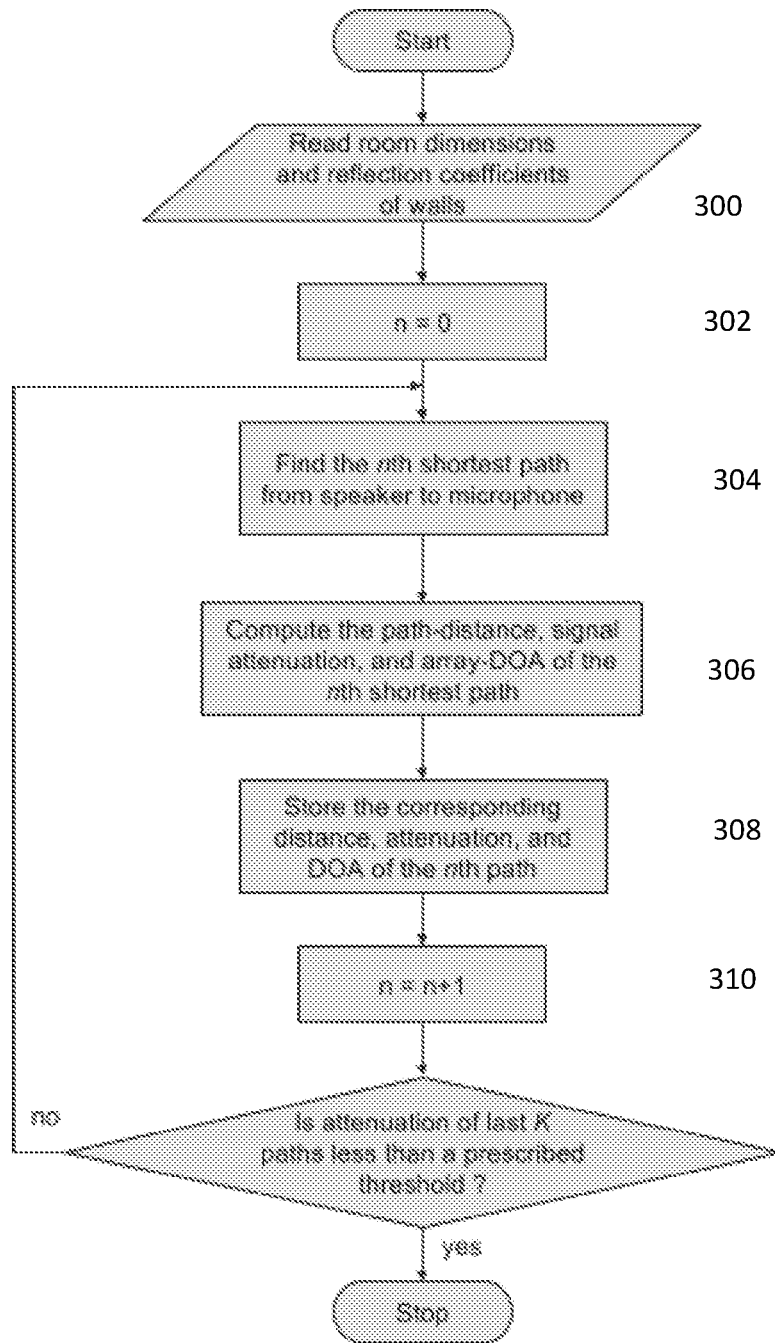 Start
Read room dimensions
and reflection coefficients
of walls
300
n = 0
302
Find the nth shortest path
from speaker to microphone
304
Compute the path-distance, signal
attenuation, and array-DOA of the
nth shortest path
306
Store the corresponding
distance, attenuation, and
DOA of the nth path
308
n = n+1
310
Is attenuation of last K
paths less than a prescribed
threshold ?
no
yes
Stop